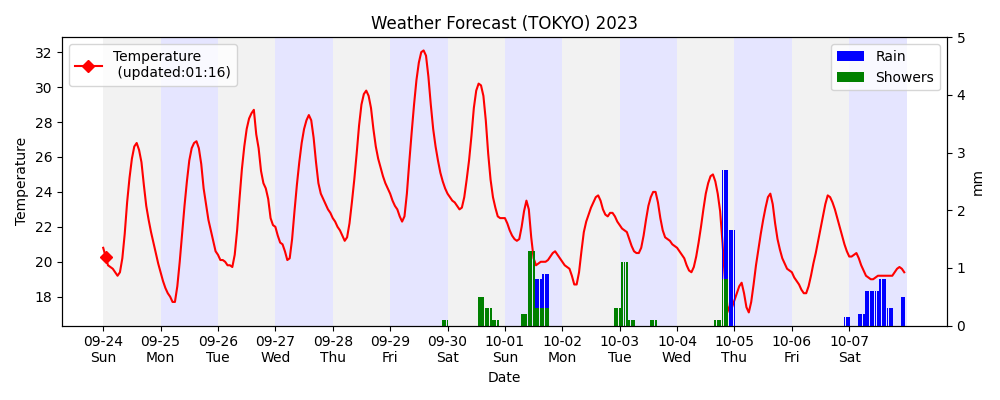 Weather Forecast (TOKYO) 2023
Temperature
(updated:01:16)
Rain
Showers
Temperature
32
30
28
26
24
22
20
18
5
4
3
2
1
0
mm
09-24 09-25 09-26 09-27 09-28 09-29 09-30 10-01 10-02 10-03 10-04 10-05 10-06 10-07
Sun Mon Tue Wed Thu Fri Sat Sun Mon Tue Wed Thu Fri Sat
Date